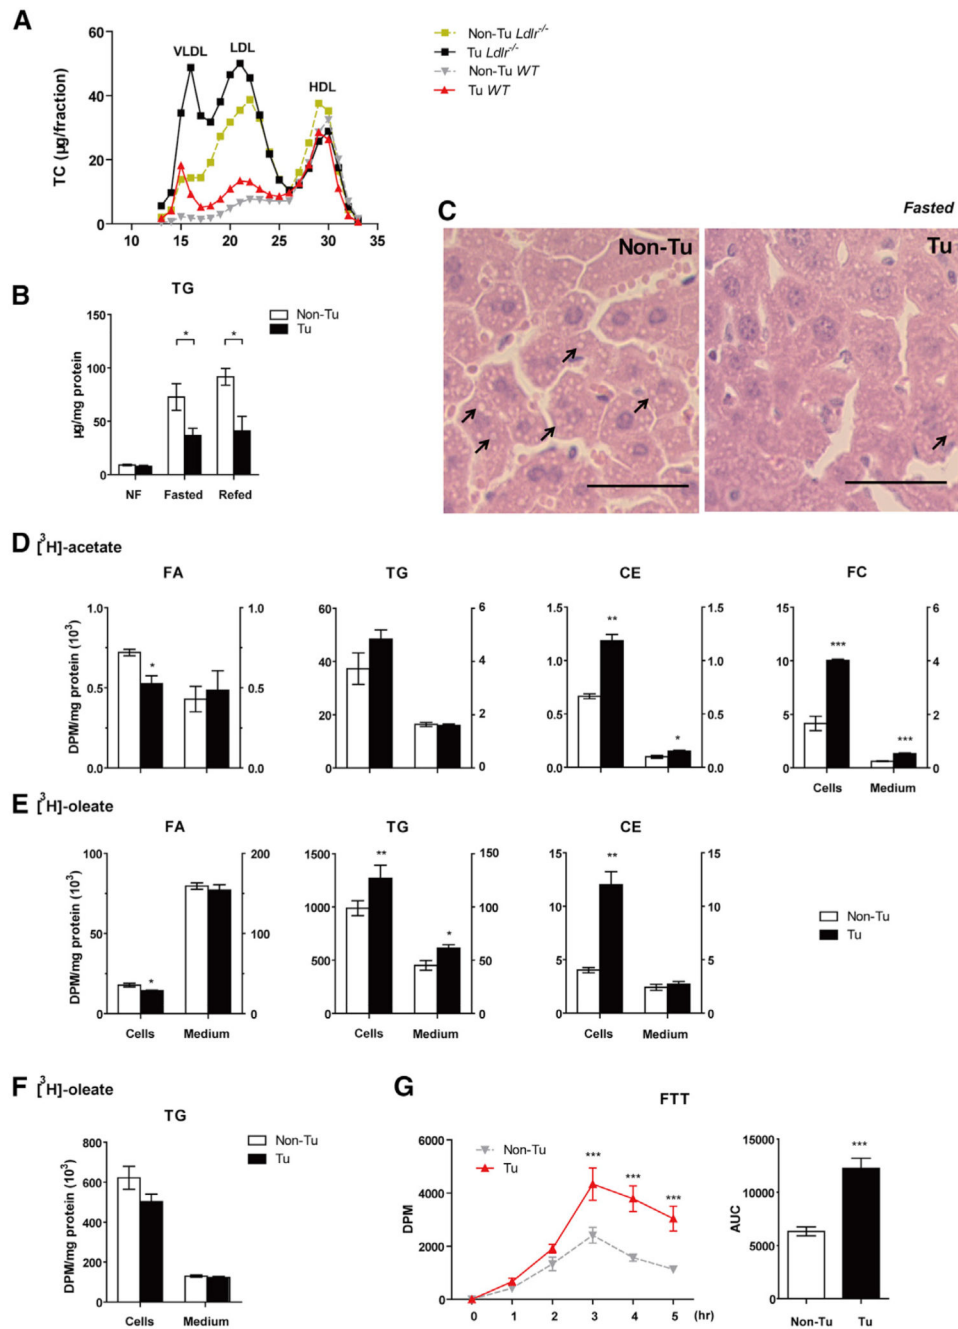 A
TC (µg/fraction)
60
40
20
0
10 15 20 25 30 35
VLDL LDL HDL
Non-Tu Ldlr-/-
Tu Ldlr-/-
Non-Tu WT
Tu WT
B
TG
µg/mg protein
150
100
50
0
* *
NF Fasted Refed
Non-Tu
Tu
C
Fasted
Non-Tu
Tu
D [3H]-acetate
FA TG CE FC
DPM/mg protein (10³)
1.0 1.0 60 6 1.5 1.5 15 6
** ***
40 4 1.0 1.0 10 4
*
0.5 0.5
20 2 0.5 0.5 5 2
* ***
0.0 0.0 0 0 0.0 0.0 0 0
Cells Medium
E [3H]-oleate
FA TG CE
DPM/mg protein (10³)
100 200 1500 150 15 15
** **
1000 100 10 10
50 100
*
500 50 5 5
*
0 0 0 0 0 0
Cells Medium Cells Medium Cells Medium
Non-Tu
Tu
F [3H]-oleate
TG
DPM/mg protein (10³)
800
600
400
200
0
Cells Medium
Non-Tu
Tu
G
FTT
DPM
6000
4000
2000
0
0 1 2 3 4 5 (hr)
Non-Tu
Tu
*** *** ***
AUC
15000
10000
5000
0
***
Non-Tu Tu